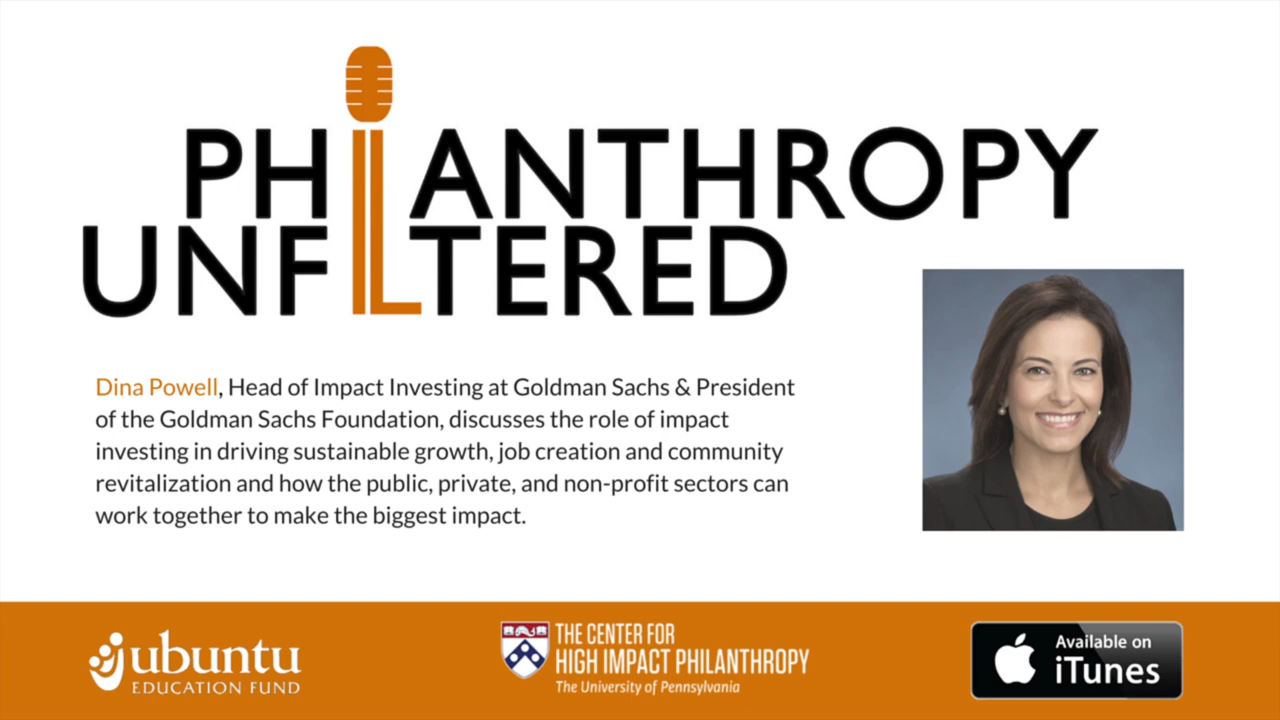 PHILANTHROPY
UNFILTERED
Dina Powell, Head of Impact Investing at Goldman Sachs & President
of the Goldman Sachs Foundation, discusses the role of impact
investing in driving sustainable growth, job creation and community
revitalization and how the public, private, and non-profit sectors can
work together to make the biggest impact.
ubuntu
EDUCATION FUND
THE CENTER FOR
HIGH IMPACT PHILANTHROPY
The University of Pennsylvania
Available on
iTunes